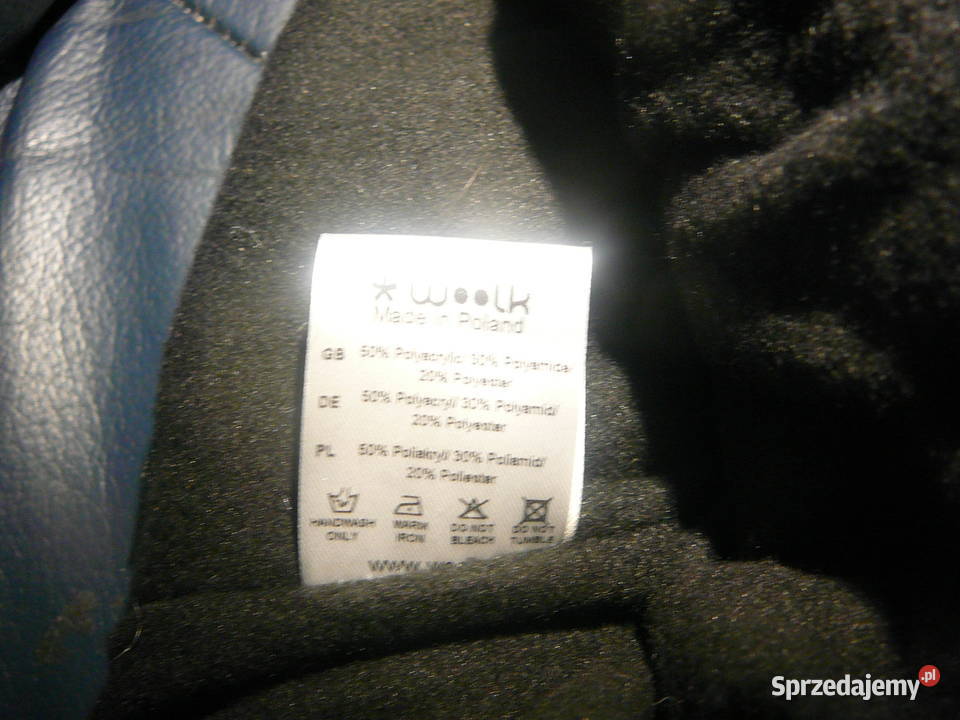 * woolk
Made in Poland
GB 50% Polyacrylic/ 30% Polyamide/
20% Polyester
DE 50% Polyacryl/ 30% Polyamid/
20% Polyester
PL 50% Poliakryl/ 30% Poliamid/
20% Poliester
HANDWASH ONLY
WARM IRON
DO NOT BLEACH
DO NOT TUMBLE
Sprzedajemy.pl